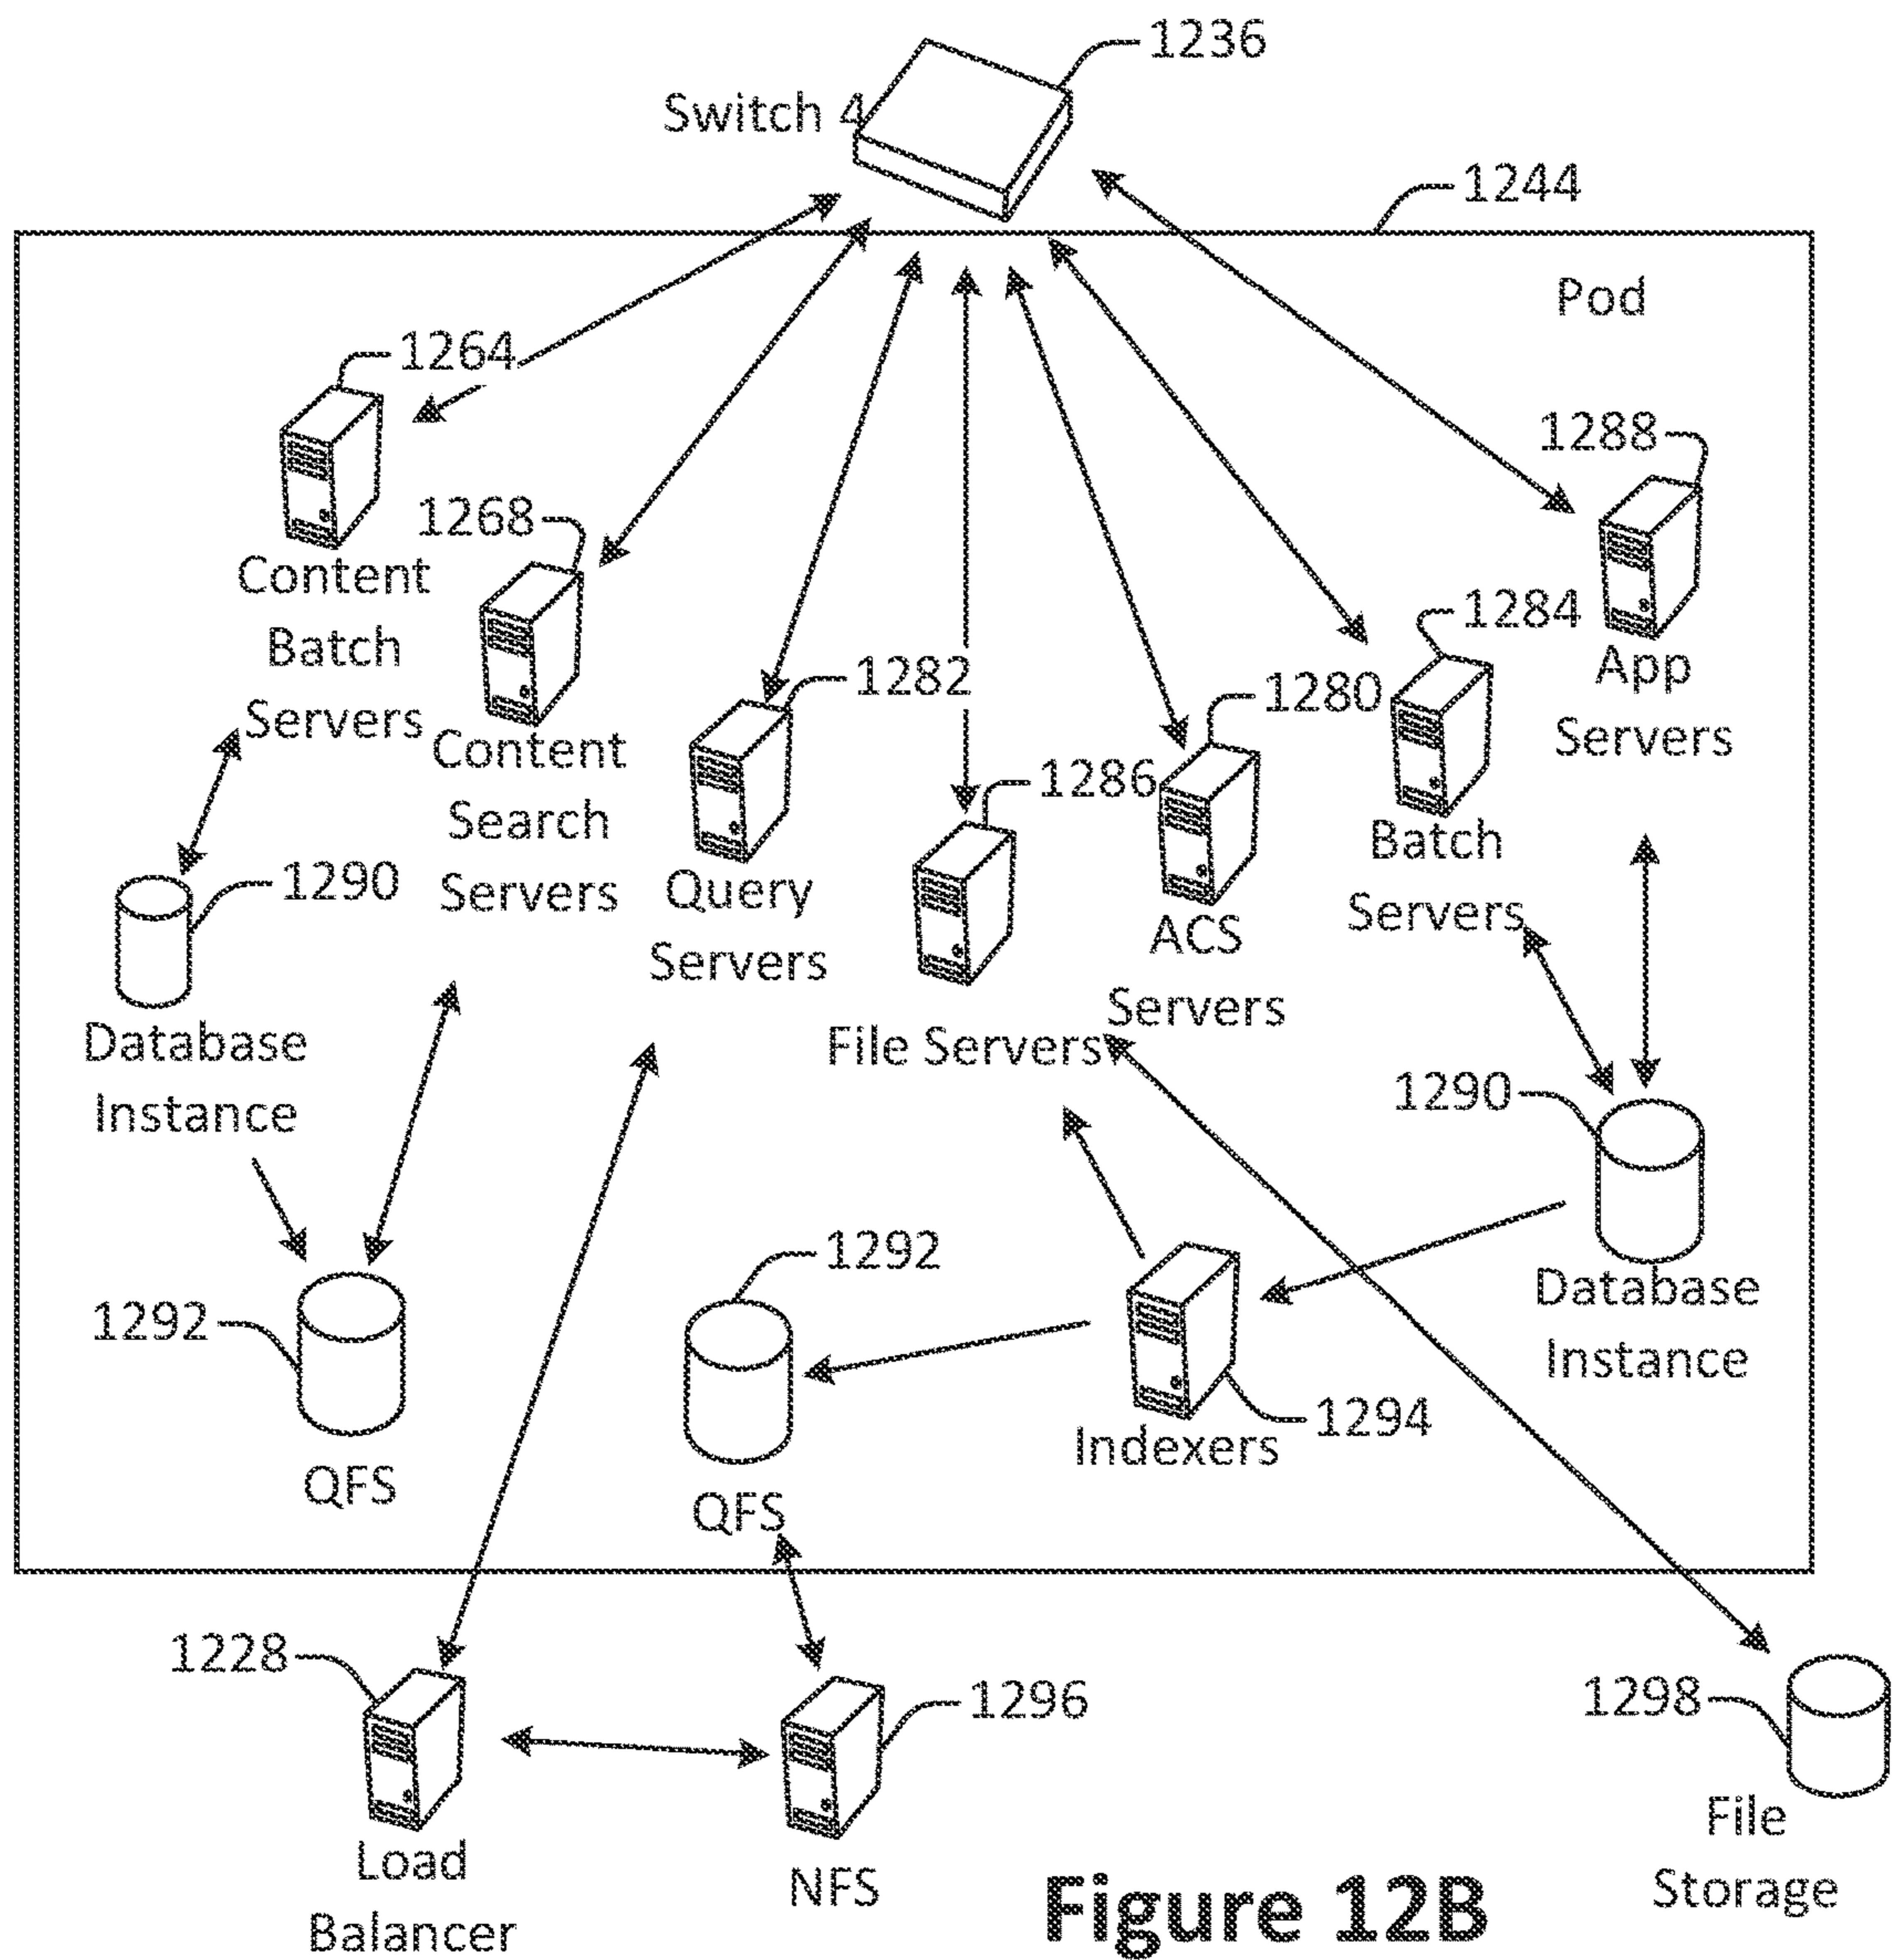 1236
Switch 4
1244
Pod
1264
Content
Batch
Servers
1268
Content
Search
Servers
1282
Query
Servers
1286
File Servers
1280
ACS
Servers
1284
Batch
Servers
1288
App
Servers
1290
Database
Instance
1290
Database
Instance
1292
QFS
1292
QFS
1294
Indexers
1228
Load
Balancer
1296
NFS
1298
File
Storage
Figure 12B